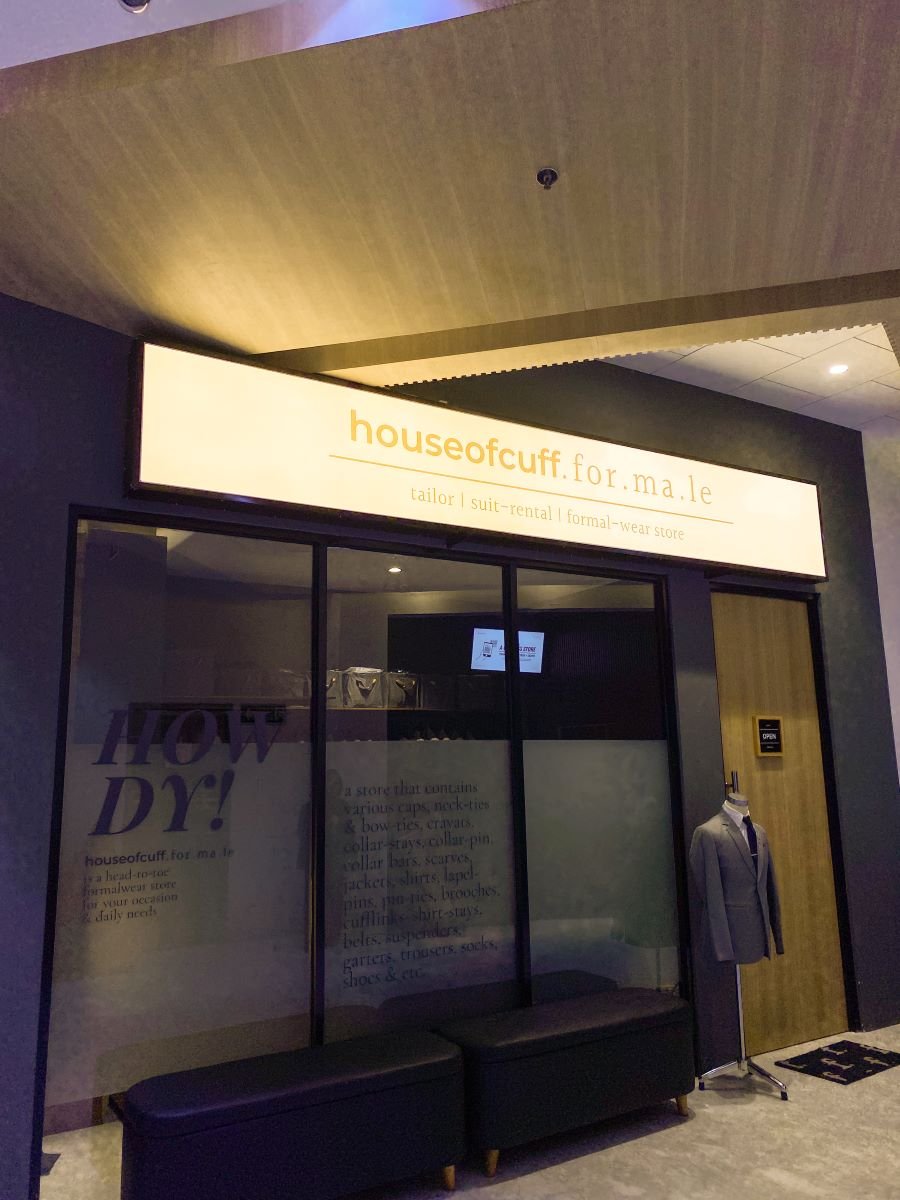 houseofcuff.for.ma.le
tailor | suit-rental | formal-wear store
OPEN
HOW
DY!
houseofcuff.for ma le
is a head-to-toe
formalwear store
for your occasion
& daily needs
a store that contains
various caps, neck-ties
& bow-ties, cravats,
collar-stays, collar-pin,
collar bars, scarves,
jackets, shirts, lapel-
pins, pin-ties, brooches,
cufflinks, shirt-stays,
belts, suspenders,
garters, trousers, socks,
shoes & etc.